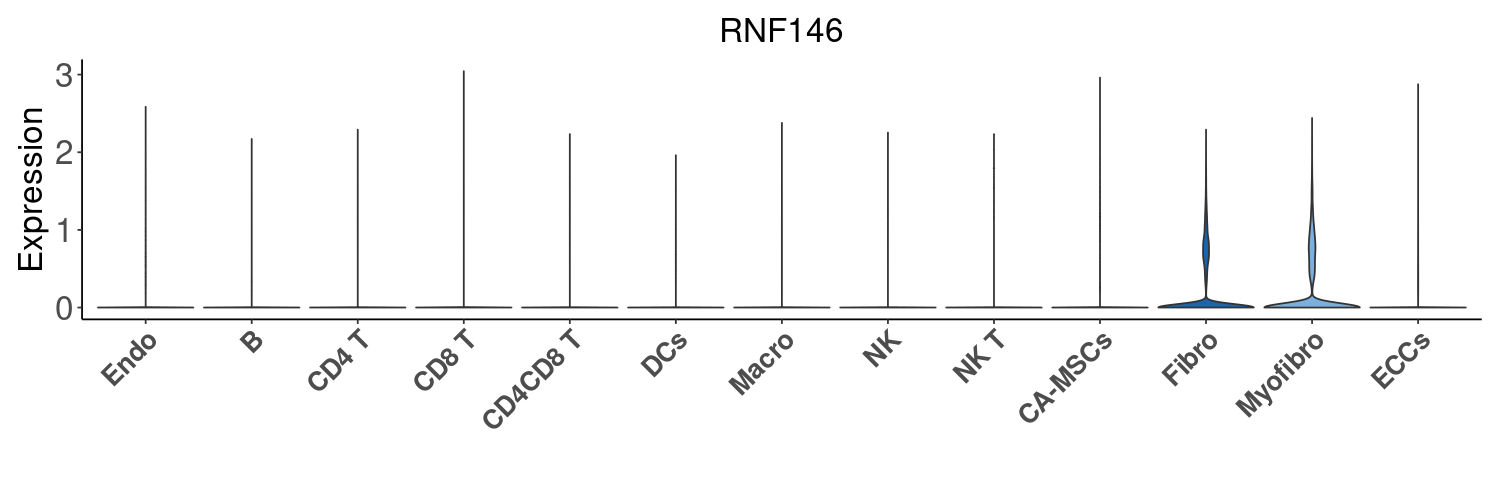 RNF146
Expression
3
2
1
0
Endo
B
CD4 T
CD8 T
CD4CD8 T
DCs
Macro
NK
NK T
CA-MSCs
Fibro
Myofibro
ECCs